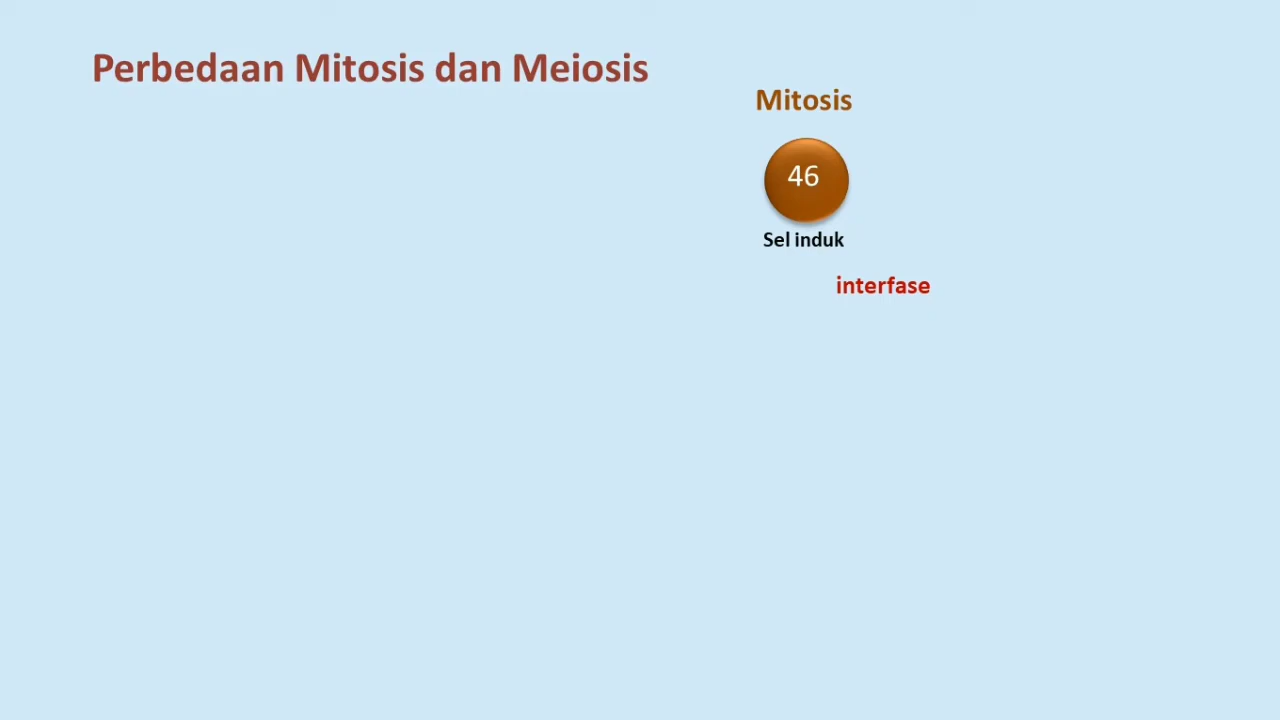 Perbedaan Mitosis dan Meiosis
Mitosis
46
Sel induk
interfase